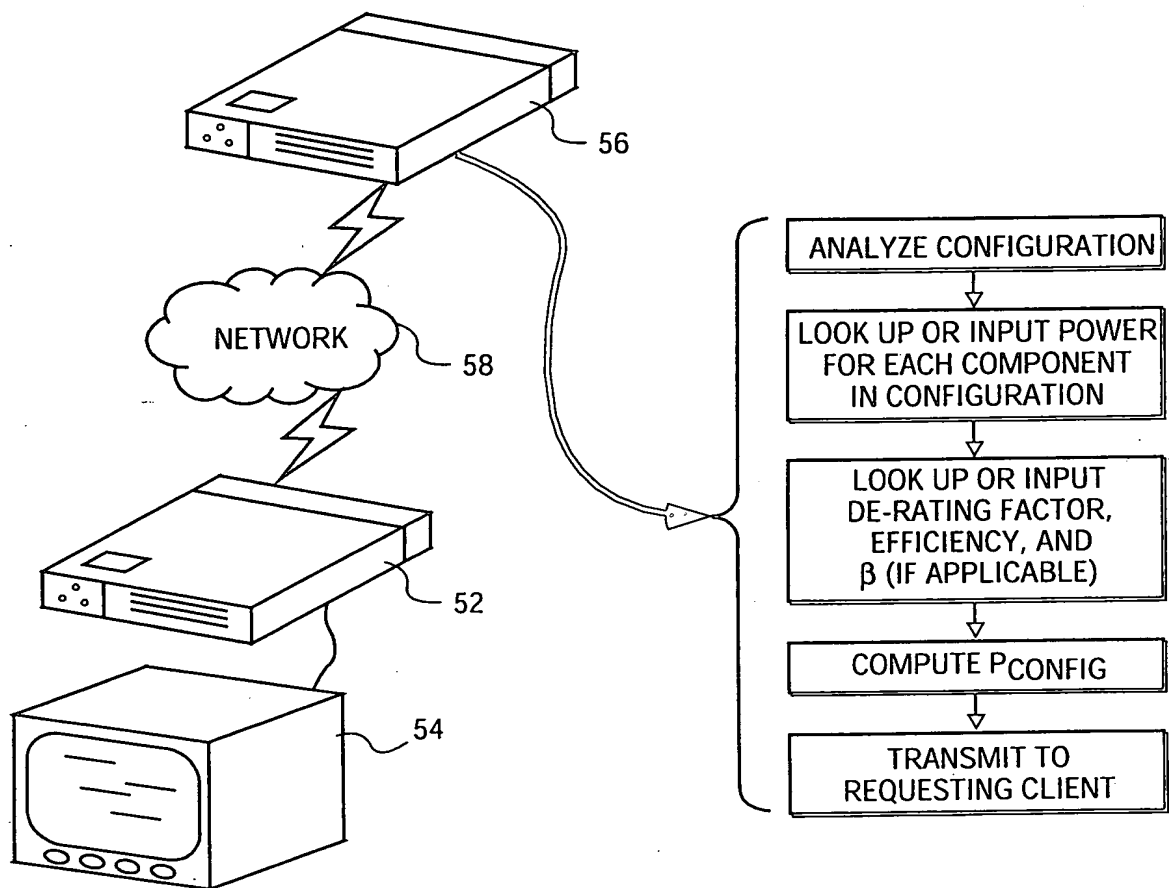 56
NETWORK
58
52
54
ANALYZE CONFIGURATION
LOOK UP OR INPUT POWER
FOR EACH COMPONENT
IN CONFIGURATION
LOOK UP OR INPUT
DE-RATING FACTOR,
EFFICIENCY, AND
β (IF APPLICABLE)
COMPUTE PCONFIG
TRANSMIT TO
REQUESTING CLIENT